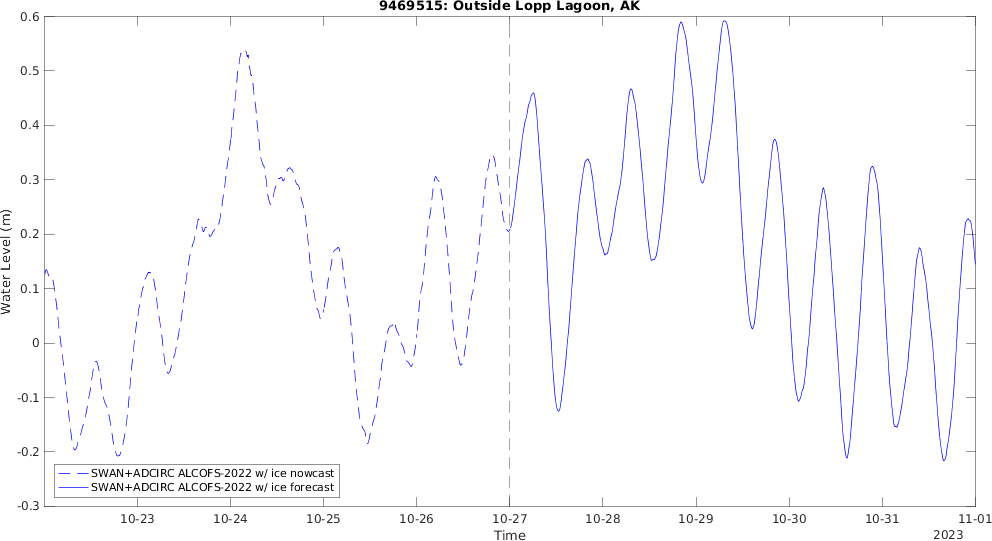 9469515: Outside Lopp Lagoon, AK
0.6
0.5
0.4
0.3
0.2
0.1
0
-0.1
-0.2
-0.3
Water Level (m)
SWAN+ADCIRC ALCOFS-2022 w/ ice nowcast
SWAN+ADCIRC ALCOFS-2022 w/ ice forecast
10-23 10-24 10-25 10-26 10-27 10-28 10-29 10-30 10-31 11-01
Time
2023